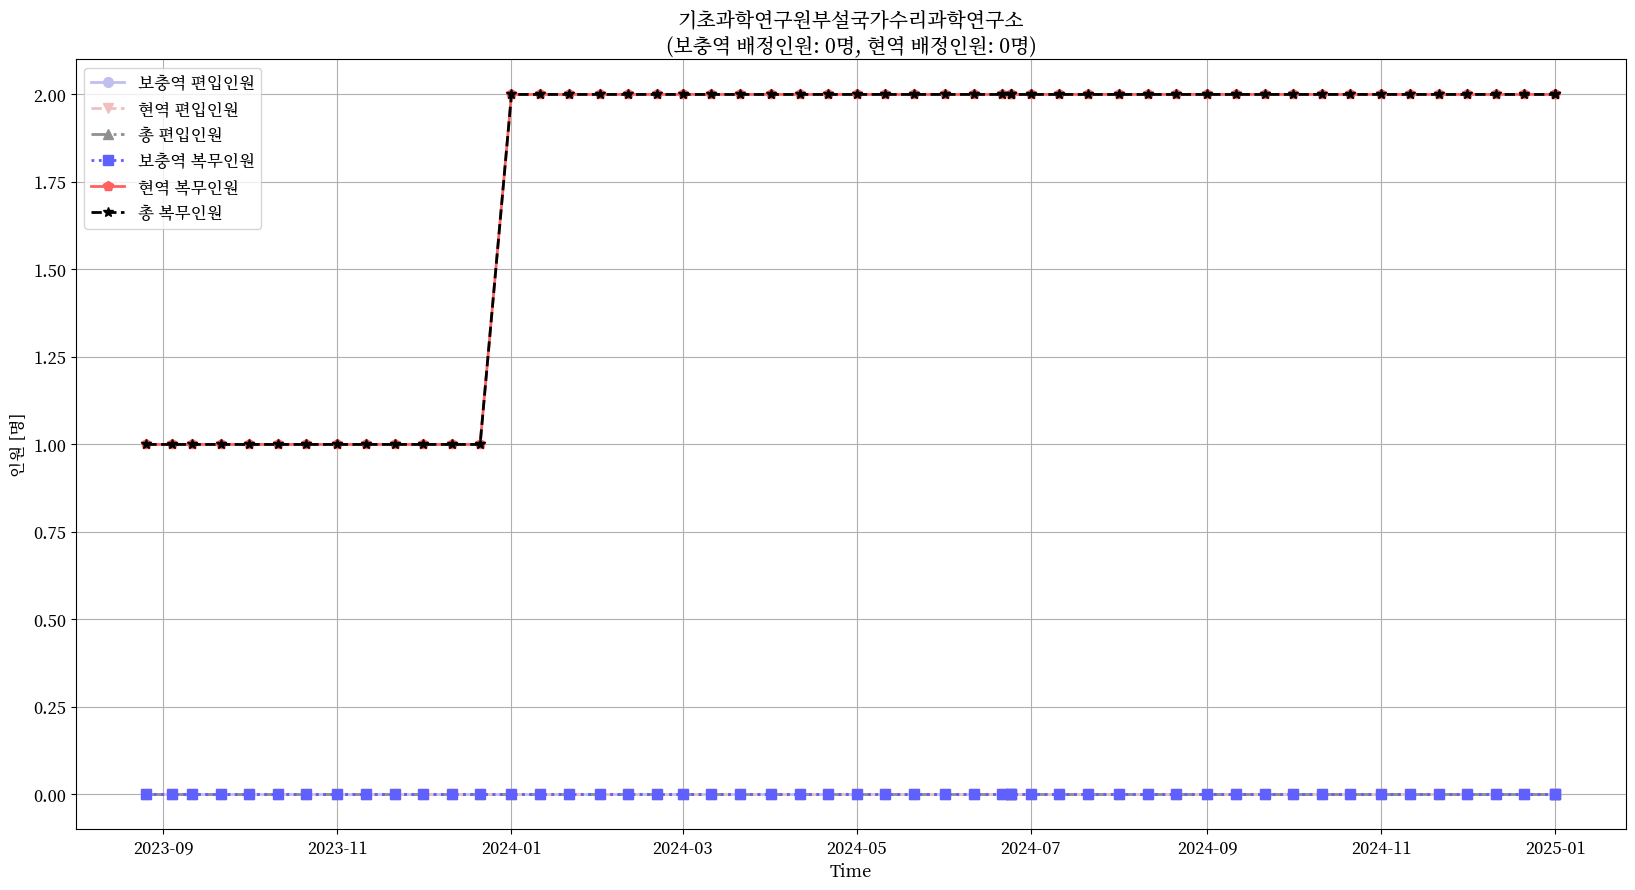 기초과학연구원부설국가수리과학연구소
(보충역 배정인원: 0명, 현역 배정인원: 0명)
보충역 편입인원
현역 편입인원
총 편입인원
보충역 복무인원
현역 복무인원
총 복무인원
2.00
1.75
1.50
1.25
1.00
0.75
0.50
0.25
0.00
인원 [명]
2023-09 2023-11 2024-01 2024-03 2024-05 2024-07 2024-09 2024-11 2025-01
Time